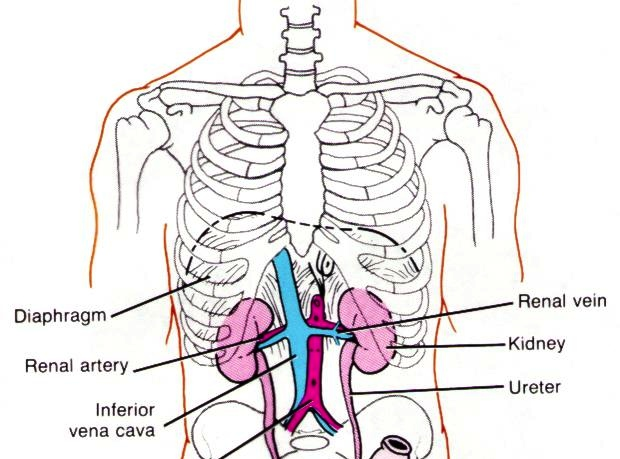 Diaphragm
Renal artery
Inferior
vena cava
Renal vein
Kidney
Ureter